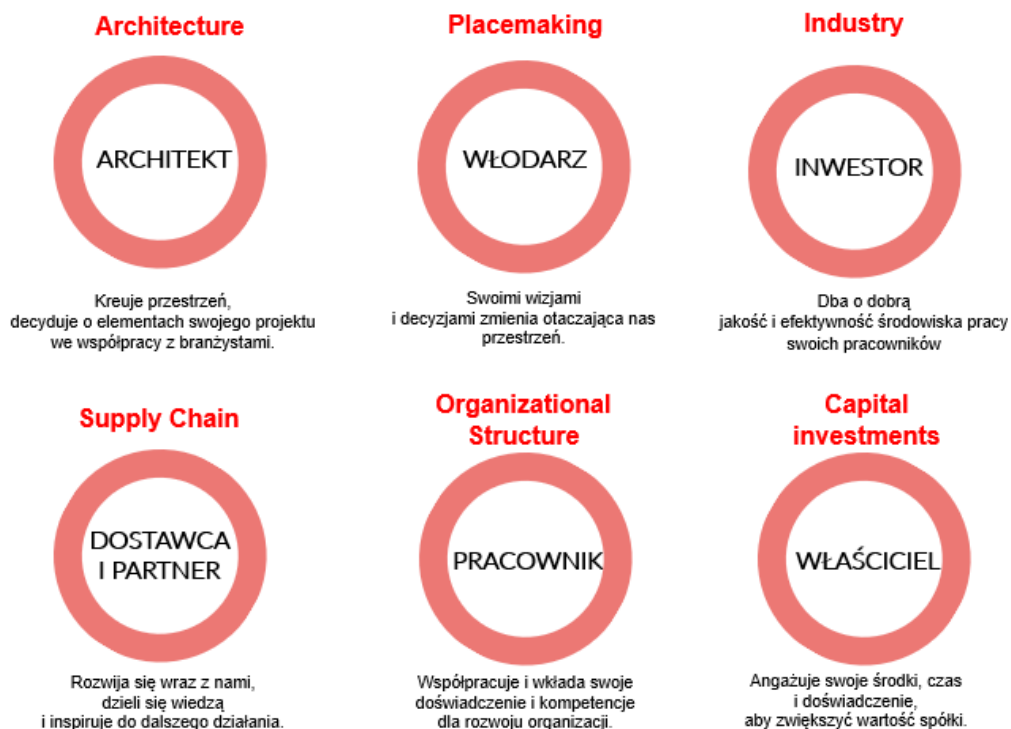 Architecture
ARCHITEKT
Kreuje przestrzeń,
decyduje o elementach swojego projektu
we współpracy z branżystami.
Placemaking
WŁODARZ
Swoimi wizjami
i decyzjami zmienia otaczająca nas
przestrzeń.
Industry
INWESTOR
Dba o dobrą
jakość i efektywność środowiska pracy
swoich pracowników
Supply Chain
DOSTAWCA
I PARTNER
Rozwija się wraz z nami,
dzieli się wiedzą
i inspiruje do dalszego działania.
Organizational
Structure
PRACOWNIK
Współpracuje i wkłada swoje
doświadczenie i kompetencje
dla rozwoju organizacji.
Capital
investments
WŁAŚCICIEL
Angażuje swoje środki, czas
i doświadczenie,
aby zwiększyć wartość spółki.